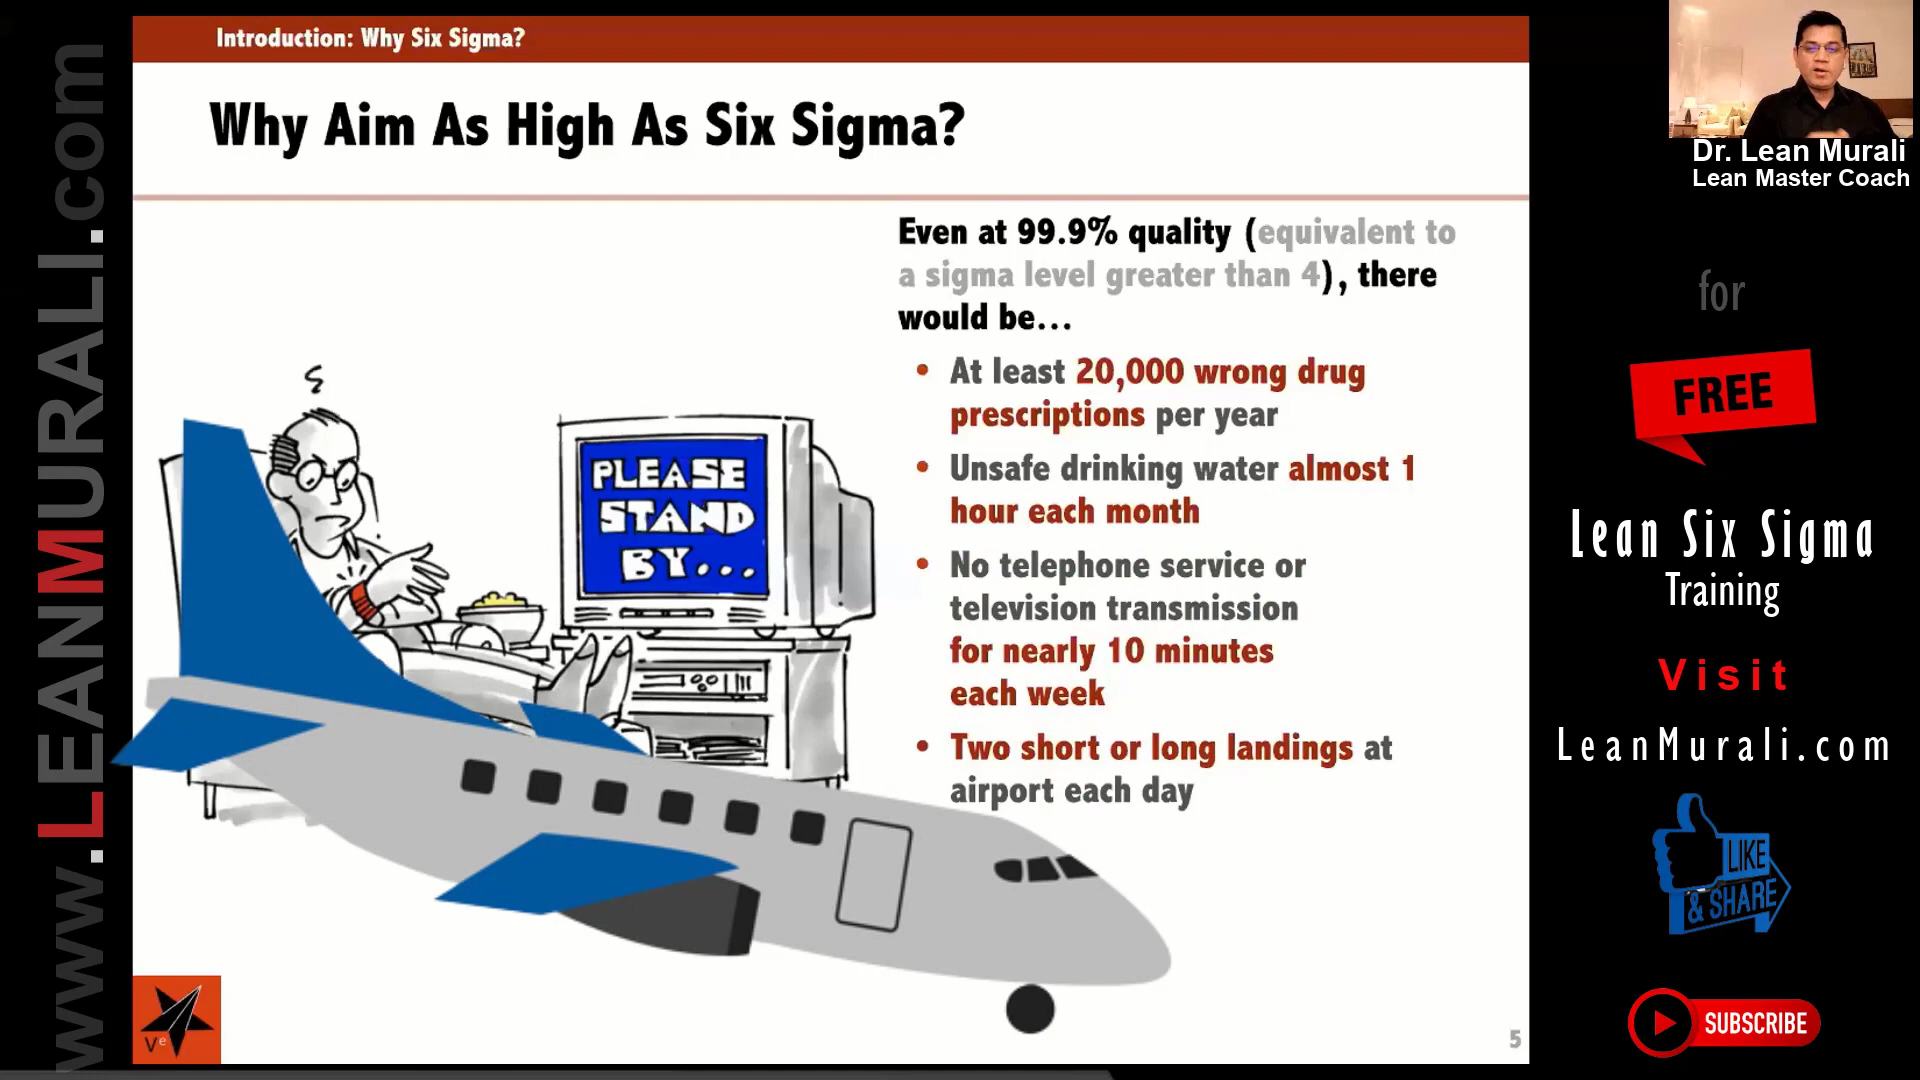 www.LEANMURALI.com
Introduction: Why Six Sigma?
Why Aim As High As Six Sigma?
Even at 99.9% quality (equivalent to
a sigma level greater than 4), there
would be...
• At least 20,000 wrong drug
prescriptions per year
• Unsafe drinking water almost 1
hour each month
• No telephone service or
television transmission
for nearly 10 minutes
each week
• Two short or long landings at
airport each day
PLEASE
STAND
BY...
Ve
5
Dr. Lean Murali
Lean Master Coach
for
FREE
Lean Six Sigma
Training
Visit
LeanMurali.com
LIKE
& SHARE
SUBSCRIBE